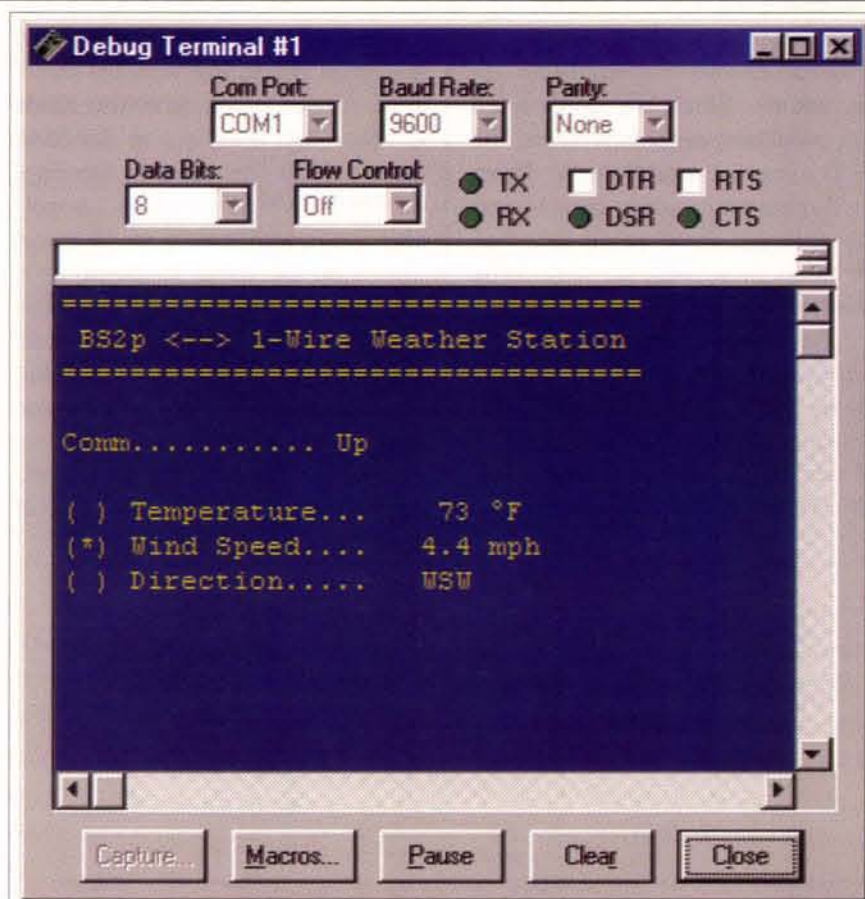 Debug Terminal #1
Com Port: Baud Rate: Parity:
COM1 9600 None
Data Bits: Flow Control:
8 Off
TX DTR RTS
RX DSR CTS
==================================
BS2p <--> 1-Wire Weather Station
==================================
Comm........... Up
( ) Temperature... 73 °F
(*) Wind Speed.... 4.4 mph
( ) Direction..... WSW
Capture... Macros... Pause Clear Close